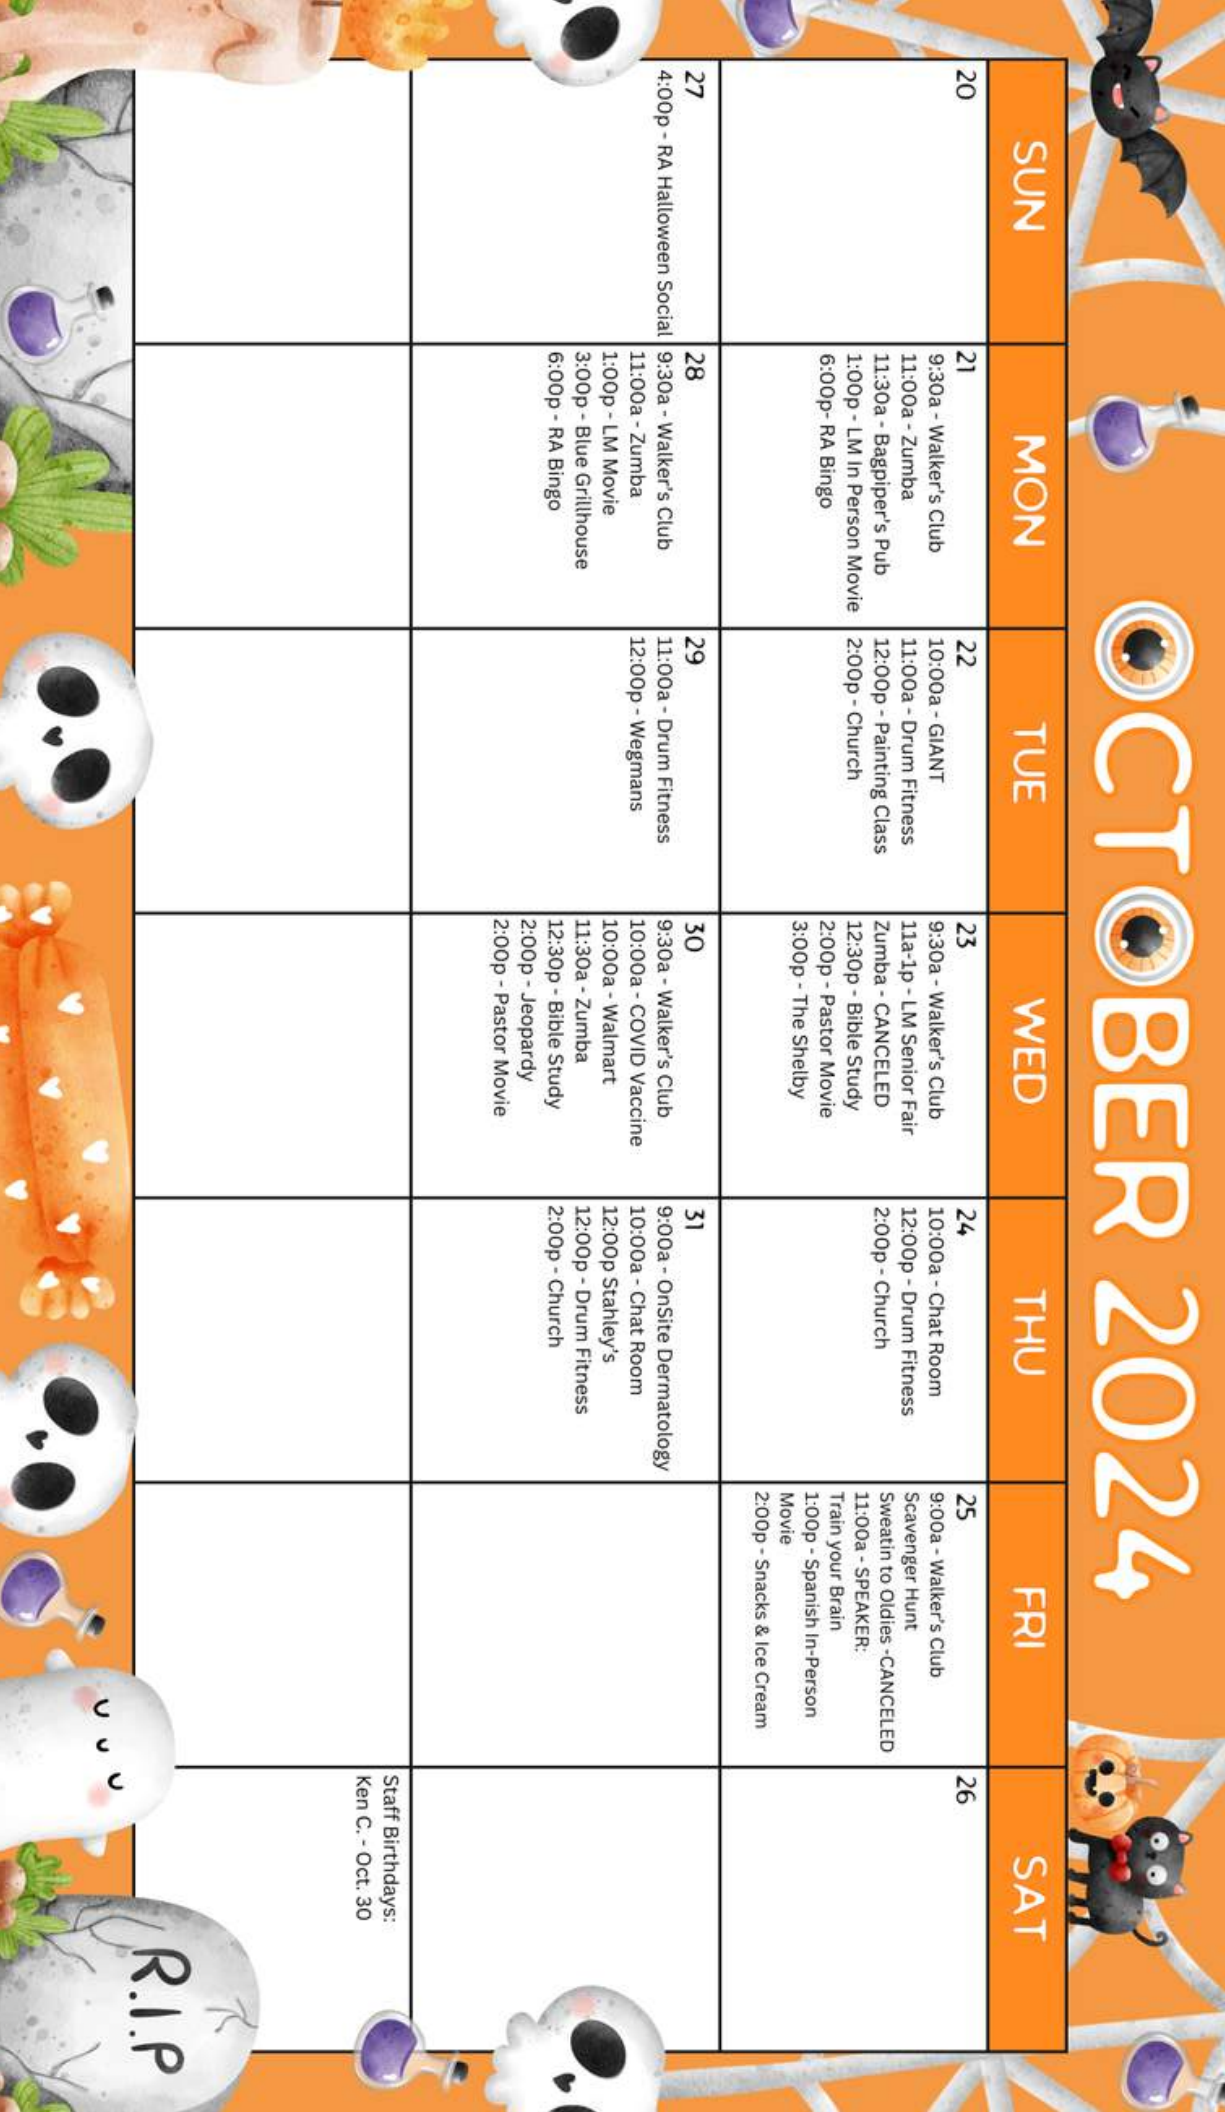 OCTOBER 2024
SUN
MON
TUE
WED
THU
FRI
SAT
20
21
9:30a - Walker's Club
11:00a - Zumba
11:30a - Bagpiper's Pub
1:00p - LM In Person Movie
6:00p- RA Bingo
22
10:00a - GIANT
11:00a - Drum Fitness
12:00p - Painting Class
2:00p - Church
23
9:30a - Walker's Club
11a-1p - LM Senior Fair
Zumba - CANCELED
12:30p - Bible Study
2:00p - Pastor Movie
3:00p - The Shelby
24
10:00a - Chat Room
12:00p - Drum Fitness
2:00p - Church
25
9:00a - Walker's Club
Scavenger Hunt
Sweatin to Oldies -CANCELED
11:00a - SPEAKER:
Train your Brain
1:00p - Spanish In-Person
Movie
2:00p - Snacks & Ice Cream
26
27
4:00p - RA Halloween Social
28
9:30a - Walker's Club
11:00a - Zumba
1:00p - LM Movie
3:00p - Blue Grillhouse
6:00p - RA Bingo
29
11:00a - Drum Fitness
12:00p - Wegmans
30
9:30a - Walker's Club
10:00a - COVID Vaccine
10:00a - Walmart
11:30a - Zumba
12:30p - Bible Study
2:00p - Jeopardy
2:00p - Pastor Movie
31
9:00a - OnSite Dermatology
10:00a - Chat Room
12:00p Stahley's
12:00p - Drum Fitness
2:00p - Church
Staff Birthdays:
Ken C. - Oct. 30
R.I.P